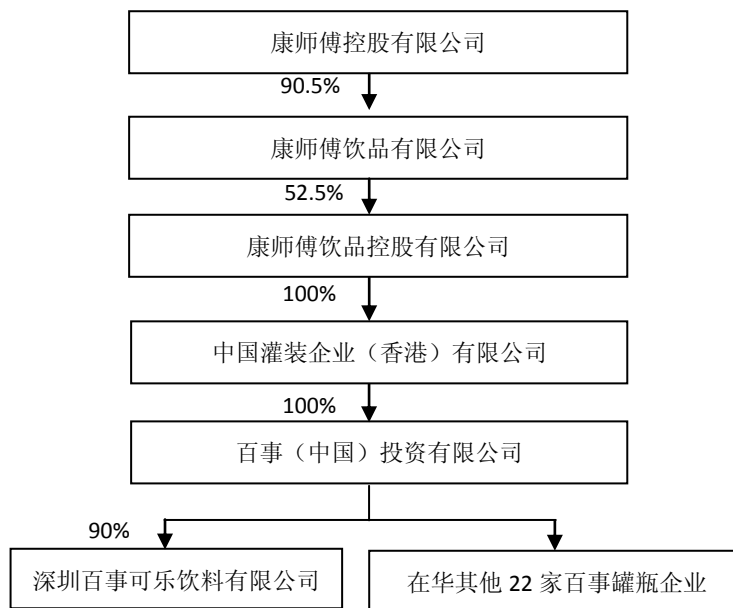 康师傅控股有限公司
90.5%
康师傅饮品有限公司
52.5%
康师傅饮品控股有限公司
100%
中国灌装企业（香港）有限公司
100%
百事（中国）投资有限公司
90%
深圳百事可乐饮料有限公司
在华其他 22 家百事罐瓶企业